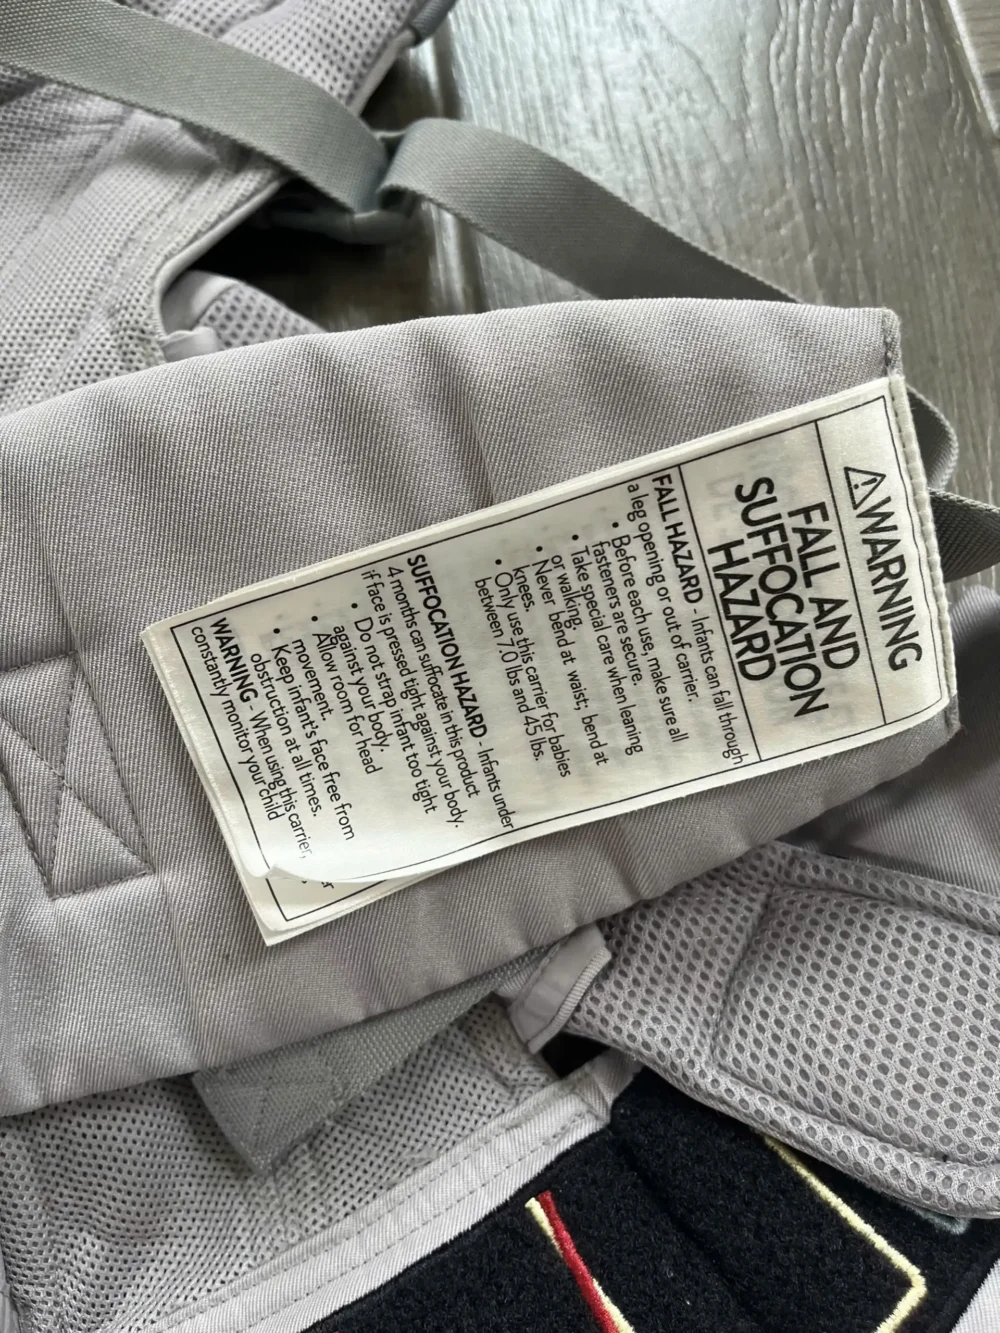 ⚠WARNING
FALL AND
SUFFOCATION
HAZARD
FALL HAZARD - Infants can fall through
a leg opening or out of carrier.
• Before each use, make sure all
fasteners are secure.
• Take special care when leaning
or walking.
• Never bend at waist; bend at
knees.
• Only use this carrier for babies
between 7.0 lbs and 45 lbs.
SUFFOCATION HAZARD - Infants under
4 months can suffocate in this product
if face is pressed tight against your body.
• Do not strap infant too tight
against your body.
• Allow room for head
movement.
• Keep infant's face free from
obstruction at all times.
WARNING - When using this carrier,
constantly monitor your child